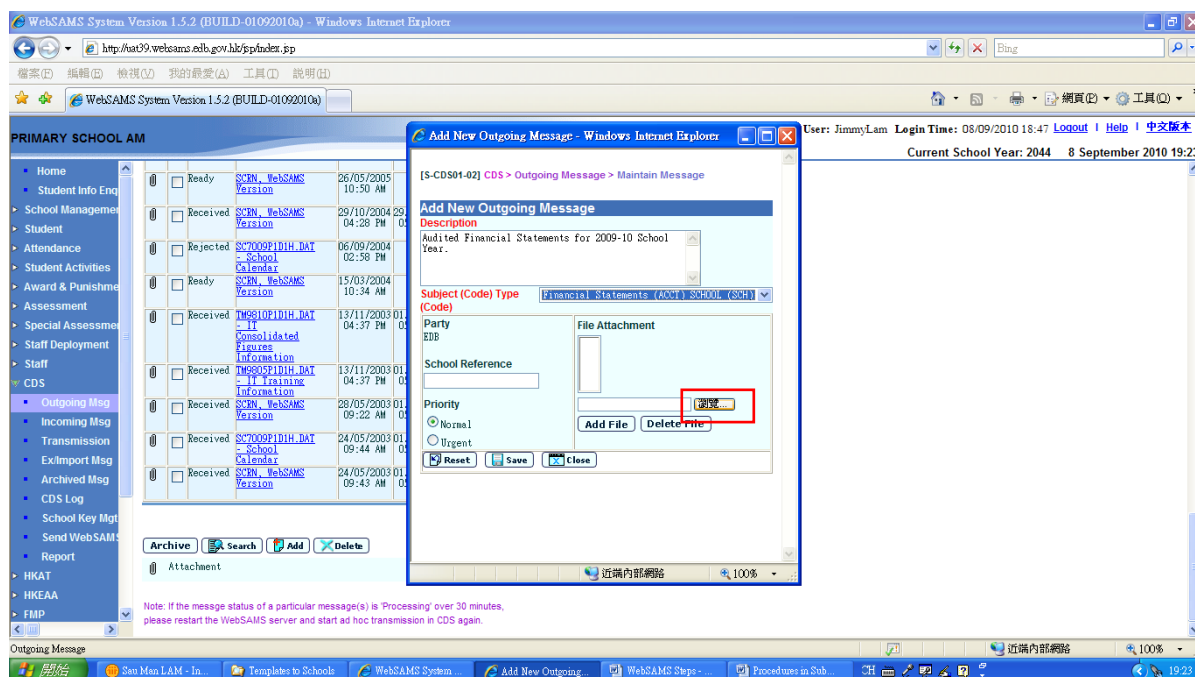 WebSAMS System Version 1.5.2 (BUILD-01092010a) - Windows Internet Explorer
http://uat39.websams.edb.gov.hk/jsp/index.jsp
Bing
檔案(F) 編輯(E) 檢視(V) 我的最愛(A) 工具(T) 說明(H)
WebSAMS System Version 1.5.2 (BUILD-01092010a)
網頁(P) 工具(O)
PRIMARY SCHOOL AM
User: JimmyLam Login Time: 08/09/2010 18:47 Logout | Help | 中文版本
Current School Year: 2044 8 September 2010 19:23
Home
Student Info Enq
School Managemen
Student
Attendance
Student Activities
Award & Punishme
Assessment
Special Assessmen
Staff Deployment
Staff
CDS
Outgoing Msg
Incoming Msg
Transmission
Ex/Import Msg
Archived Msg
CDS Log
School Key Mgt
Send WebSAMS
Report
HKAT
HKEAA
FMP
Ready SCRN, WebSAMS Version 26/05/2005 10:50 AM
Received SCRN, WebSAMS Version 29/10/2004 04:28 PM
Rejected SC7009P1D1H.DAT - School Calendar 06/09/2004 02:58 PM
Ready SCRN, WebSAMS Version 15/03/2004 10:34 AM
Received TM9810P1D1H.DAT - IT Consolidated Figures Information 13/11/2003 04:37 PM
Received TM9805P1D1H.DAT - IT Training Information 13/11/2003 04:37 PM
Received SCRN, WebSAMS Version 28/05/2003 09:22 AM
Received SC7009P1D1H.DAT - School Calendar 24/05/2003 09:44 AM
Received SCRN, WebSAMS Version 24/05/2003 09:43 AM
Archive Search Add Delete
Attachment
Note: If the messge status of a particular message(s) is 'Processing' over 30 minutes,
please restart the WebSAMS server and start ad hoc transmission in CDS again.
Add New Outgoing Message - Windows Internet Explorer
[S-CDS01-02] CDS > Outgoing Message > Maintain Message
Add New Outgoing Message
Description
Audited Financial Statements for 2009-10 School
Year.
Subject (Code) Type
(Code)
Financial Statements (ACCT) SCHOOL (SCH)
Party
EDB
File Attachment
School Reference
Priority
瀏覽...
Normal
Add File Delete File
Urgent
Reset Save Close
近端內部網路 100%
Outgoing Message
近端內部網路 100%
開始
San Man LAM - In...
Templates to Schools
WebSAMS System ...
Add New Outgoing...
WebSAMS Steps - ...
Procedures in Sub...
CH
19:23